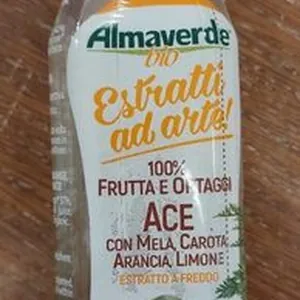 Almaverde
bio
Estratti
ad arte!
100%
FRUTTA E ORTAGGI
ACE
CON MELA, CAROTA,
ARANCIA, LIMONE
ESTRATTO A FREDDO